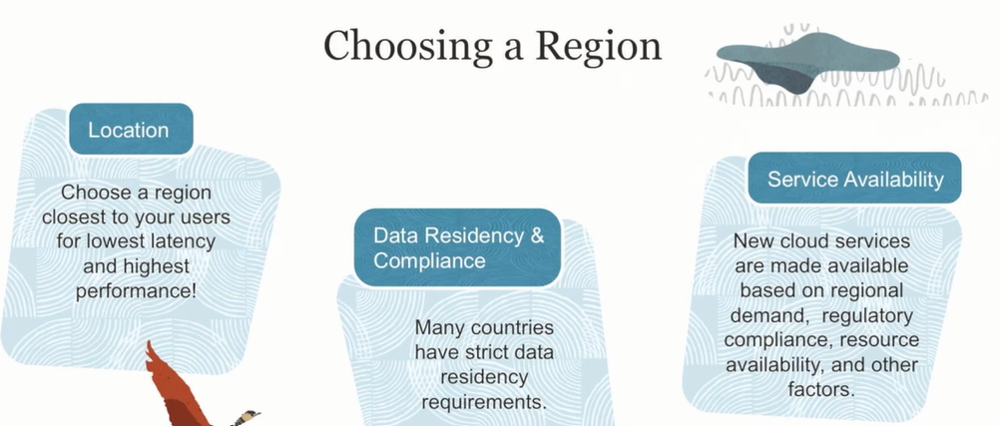 Choosing a Region
Location
Choose a region
closest to your users
for lowest latency
and highest
performance!
Data Residency &
Compliance
Many countries
have strict data
residency
requirements.
Service Availability
New cloud services
are made available
based on regional
demand, regulatory
compliance, resource
availability, and other
factors.